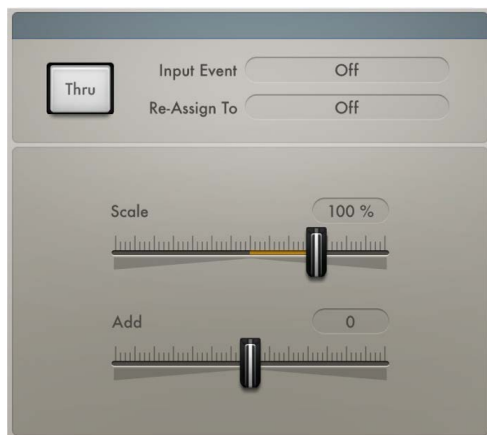 Thru
Input Event Off
Re-Assign To Off
Scale 100 %
Add 0